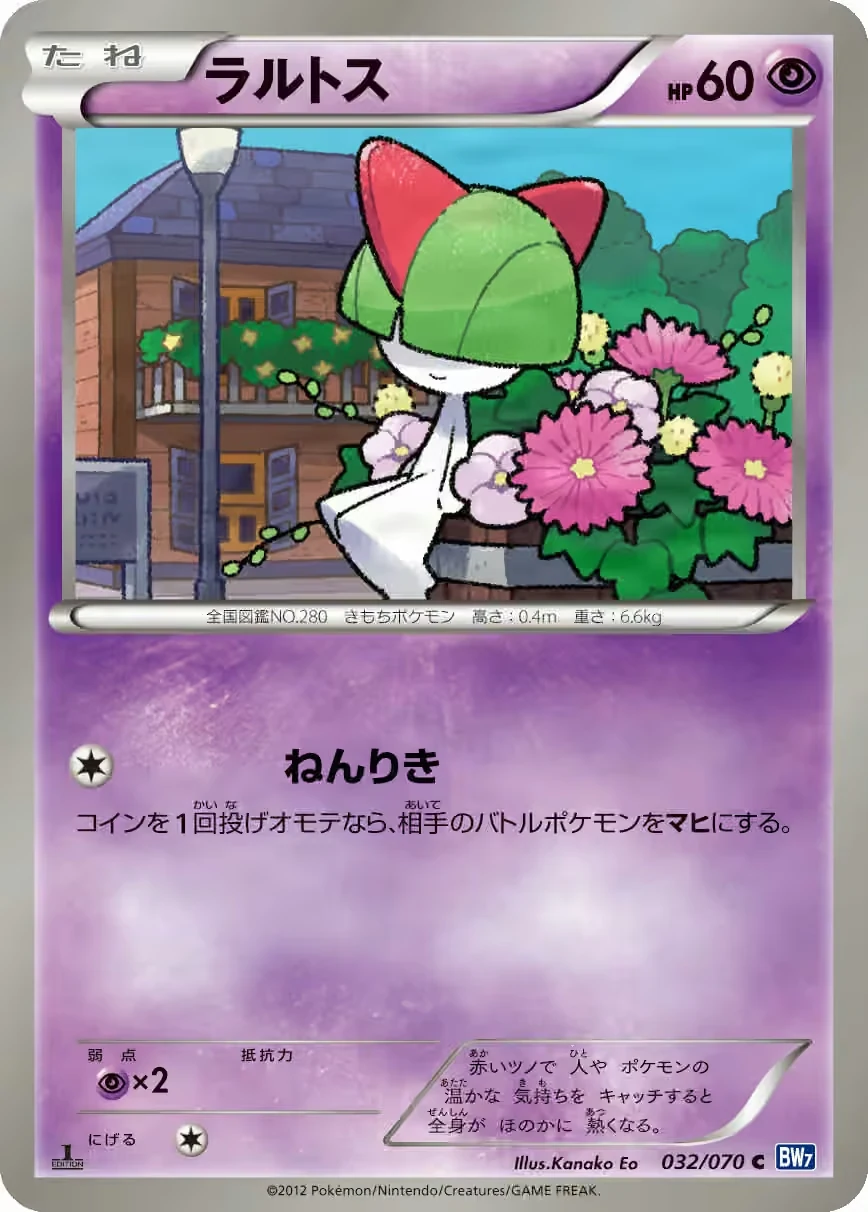 たね ラルトス HP60
全国図鑑NO.280 きもちポケモン 高さ:0.4m 重さ:6.6kg
ねんりき
コインを1回投げオモテなら、相手のバトルポケモンをマヒにする。
弱点 抵抗力
×2
にげる
赤いツノで 人や ポケモンの
温かな 気持ちを キャッチすると
全身が ほのかに 熱くなる。
1 EDITION
Illus.Kanako Eo 032/070 C BW7
©2012 Pokémon/Nintendo/Creatures/GAME FREAK.